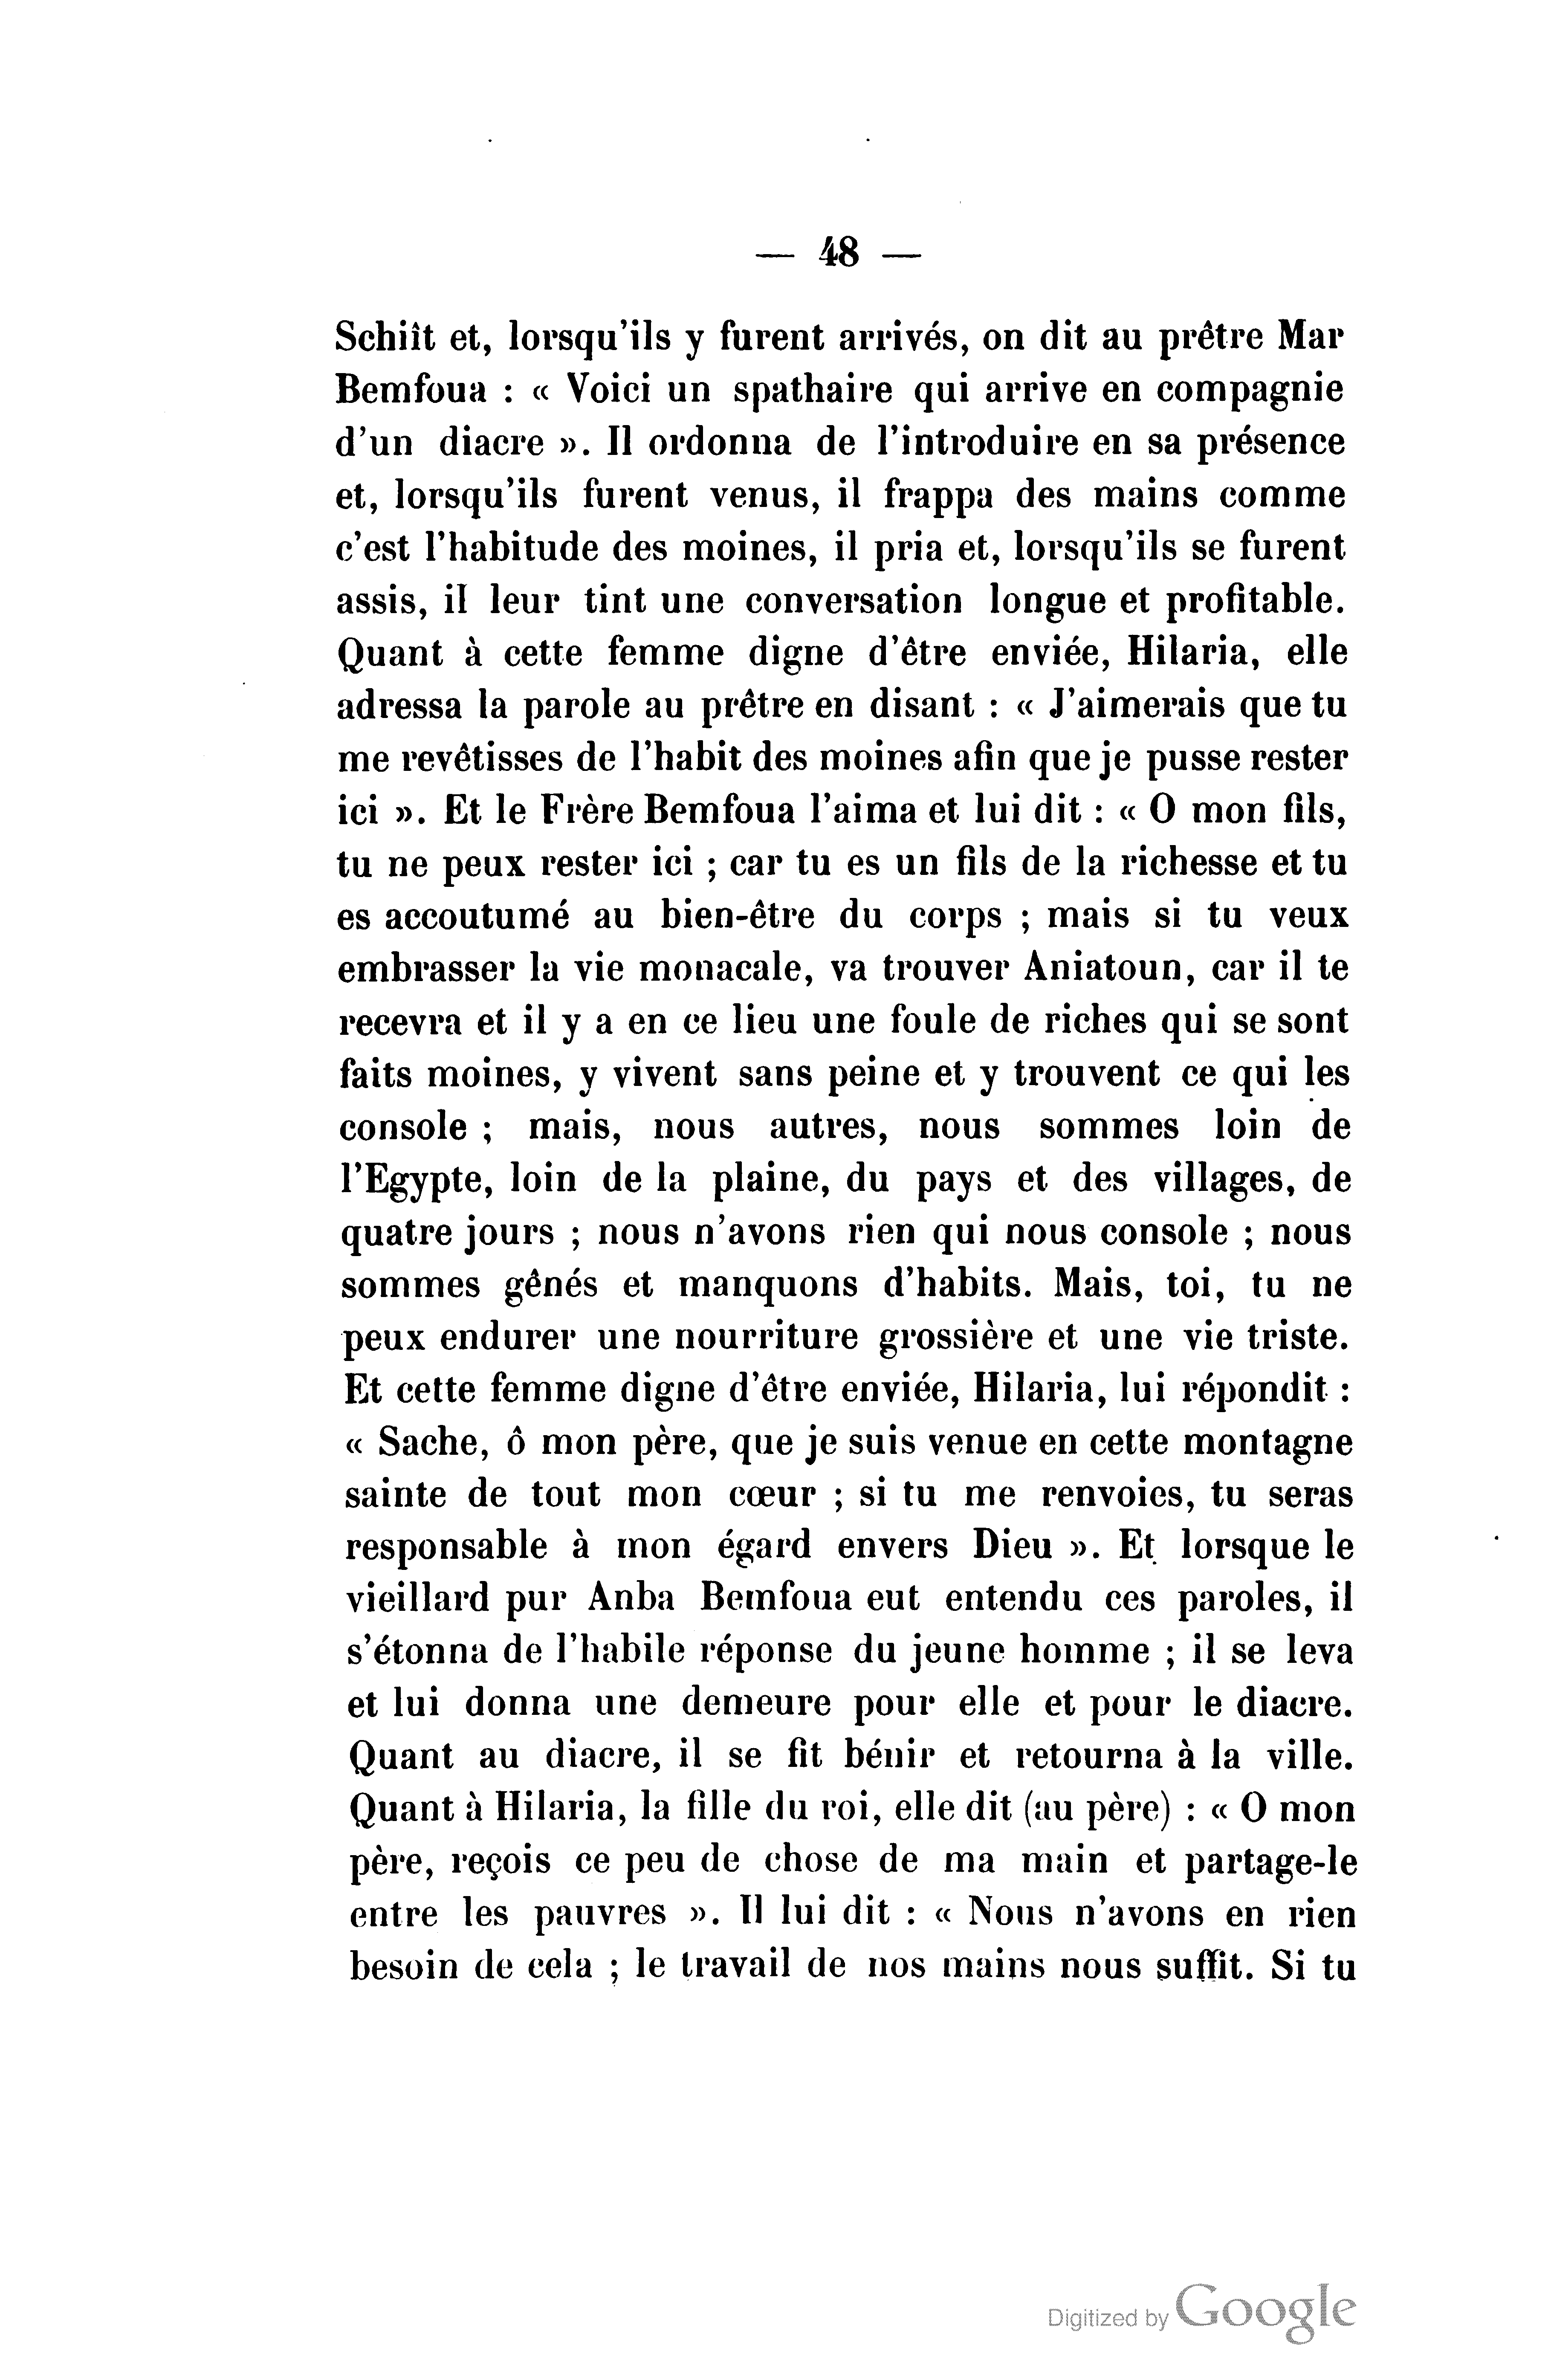 — 48 —
Schiît et, lorsqu'ils y furent arrivés, on dit au prêtre Mar
Bemfoua : « Voici un spathaire qui arrive en compagnie
d'un diacre ». Il ordonna de l'introduire en sa présence
et, lorsqu'ils furent venus, il frappa des mains comme
c'est l'habitude des moines, il pria et, lorsqu'ils se furent
assis, il leur tint une conversation longue et profitable.
Quant à cette femme digne d'être enviée, Hilaria, elle
adressa la parole au prêtre en disant : « J'aimerais que tu
me revêtisses de l'habit des moines afin que je pusse rester
ici ». Et le Frère Bemfoua l'aima et lui dit : « O mon fils,
tu ne peux rester ici ; car tu es un fils de la richesse et tu
es accoutumé au bien-être du corps ; mais si tu veux
embrasser la vie monacale, va trouver Aniatoun, car il te
recevra et il y a en ce lieu une foule de riches qui se sont
faits moines, y vivent sans peine et y trouvent ce qui les
console ; mais, nous autres, nous sommes loin de
l'Egypte, loin de la plaine, du pays et des villages, de
quatre jours ; nous n'avons rien qui nous console ; nous
sommes gênés et manquons d'habits. Mais, toi, tu ne
peux endurer une nourriture grossière et une vie triste.
Et cette femme digne d'être enviée, Hilaria, lui répondit :
« Sache, ô mon père, que je suis venue en cette montagne
sainte de tout mon cœur ; si tu me renvoies, tu seras
responsable à mon égard envers Dieu ». Et lorsque le
vieillard pur Anba Bemfoua eut entendu ces paroles, il
s'étonna de l'habile réponse du jeune homme ; il se leva
et lui donna une demeure pour elle et pour le diacre.
Quant au diacre, il se fit bénir et retourna à la ville.
Quant à Hilaria, la fille du roi, elle dit (au père) : « O mon
père, reçois ce peu de chose de ma main et partage-le
entre les pauvres ». Il lui dit : « Nous n'avons en rien
besoin de cela ; le travail de nos mains nous suffit. Si tu
Digitized by Google